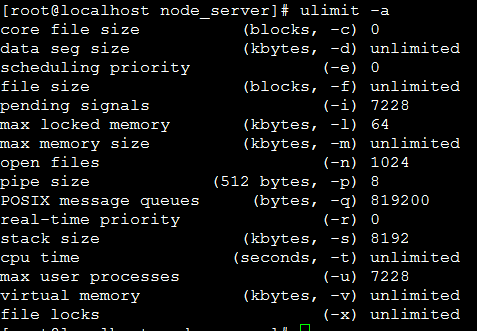 [root@localhost node_server]# ulimit -a
core file size          (blocks, -c) 0
data seg size           (kbytes, -d) unlimited
scheduling priority             (-e) 0
file size               (blocks, -f) unlimited
pending signals                 (-i) 7228
max locked memory       (kbytes, -l) 64
max memory size         (kbytes, -m) unlimited
open files                      (-n) 1024
pipe size            (512 bytes, -p) 8
POSIX message queues     (bytes, -q) 819200
real-time priority              (-r) 0
stack size              (kbytes, -s) 8192
cpu time               (seconds, -t) unlimited
max user processes              (-u) 7228
virtual memory          (kbytes, -v) unlimited
file locks                      (-x) unlimited